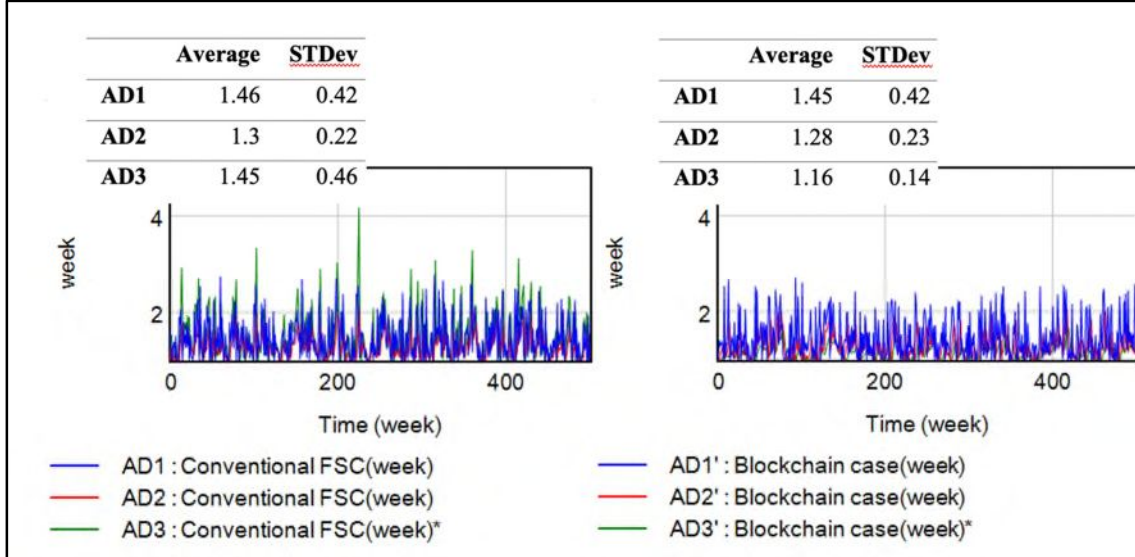 Average STDev
AD1 1.46 0.42
AD2 1.3 0.22
AD3 1.45 0.46
4
2
week
0 200 400
Time (week)
AD1 : Conventional FSC(week)
AD2 : Conventional FSC(week)
AD3 : Conventional FSC(week)*
Average STDev
AD1 1.45 0.42
AD2 1.28 0.23
AD3 1.16 0.14
4
2
week
0 200 400
Time (week)
AD1' : Blockchain case(week)
AD2' : Blockchain case(week)
AD3' : Blockchain case(week)*